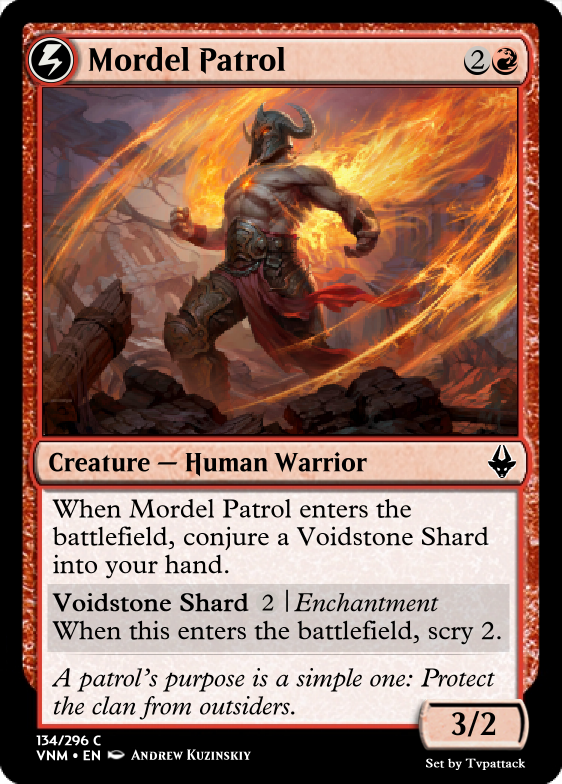 Mordel Patrol 2
Creature — Human Warrior
When Mordel Patrol enters the
battlefield, conjure a Voidstone Shard
into your hand.
Voidstone Shard 2 | Enchantment
When this enters the battlefield, scry 2.
A patrol's purpose is a simple one: Protect
the clan from outsiders.
3/2
134/296 C
VNM • EN Andrew Kuzinskiy
Set by Tvpattack